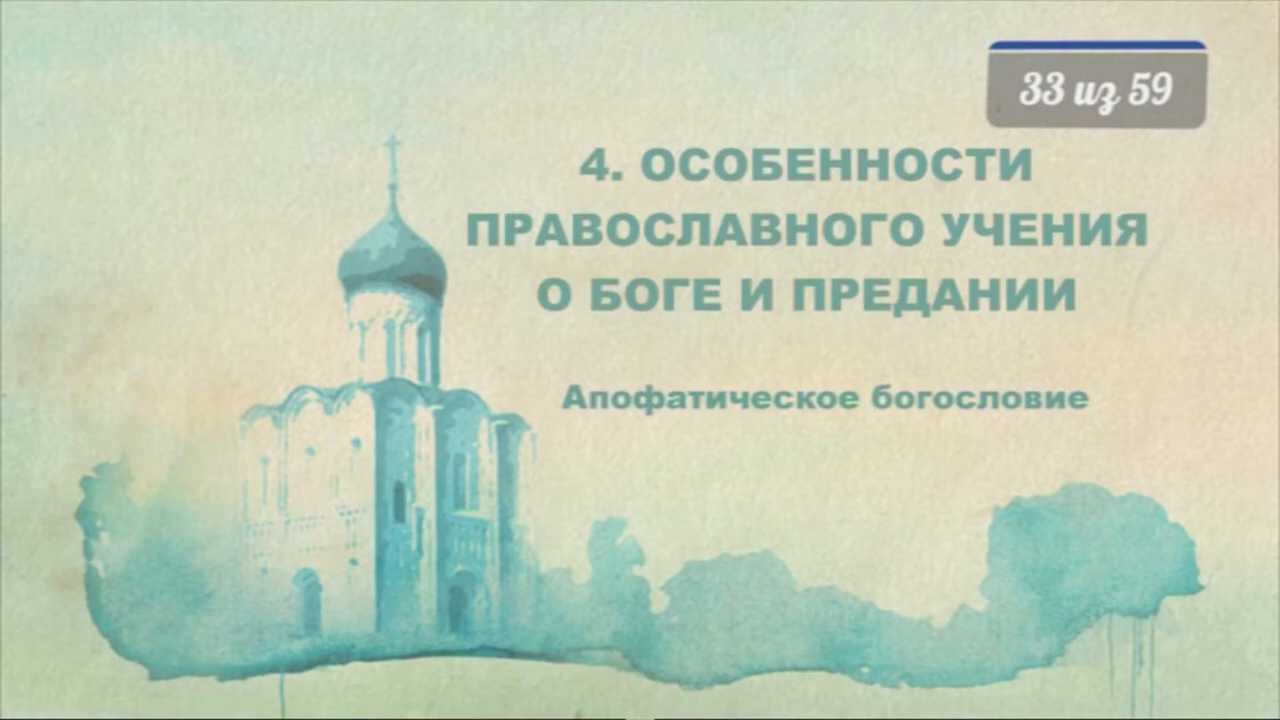 33 из 59
4. ОСОБЕННОСТИ
ПРАВОСЛАВНОГО УЧЕНИЯ
О БОГЕ И ПРЕДАНИИ
Апофатическое богословие